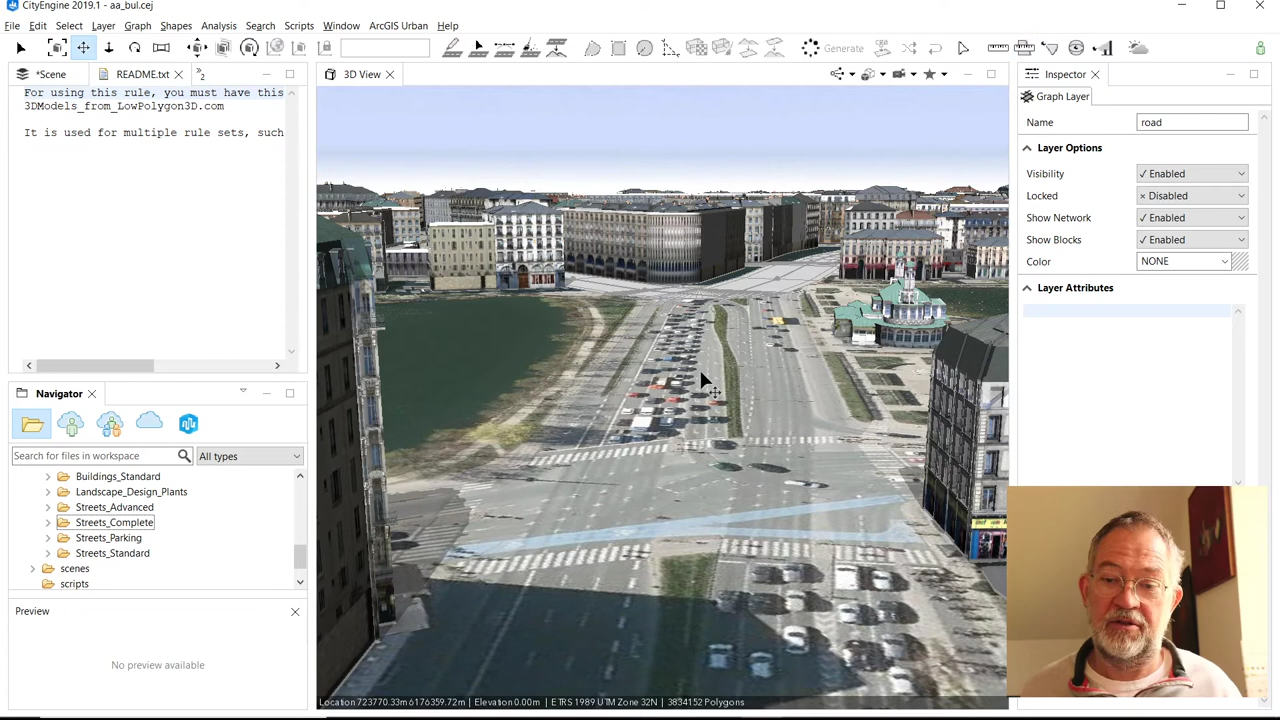 CityEngine 2019.1 - aa_bul.cej
File Edit Select Layer Graph Shapes Analysis Search Scripts Window ArcGIS Urban Help
Generate
*Scene
README.txt
2
3D View
Inspector
For using this rule, you must have this
3DModels_from_LowPolygon3D.com
It is used for multiple rule sets, such
Graph Layer
Name road
Layer Options
Visibility ✓ Enabled
Locked × Disabled
Show Network ✓ Enabled
Show Blocks ✓ Enabled
Color NONE
Layer Attributes
Navigator
Search for files in workspace
All types
Buildings_Standard
Landscape_Design_Plants
Streets_Advanced
Streets_Complete
Streets_Parking
Streets_Standard
scenes
scripts
Preview
No preview available
Location 723770.33m 6176359.72m | Elevation 0.00m | ETRS 1989 UTM Zone 32N | 3834152 Polygons